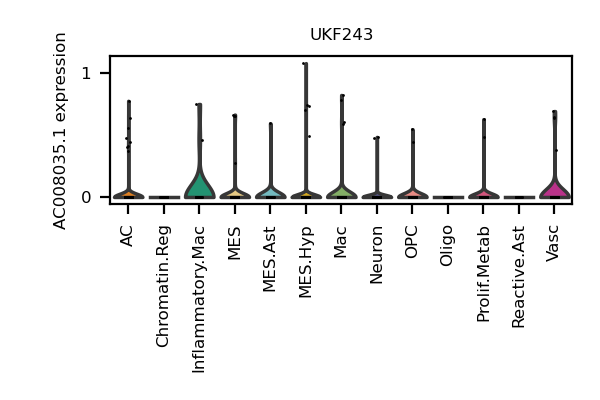 UKF243
AC008035.1 expression
1
0
AC
Chromatin.Reg
Inflammatory.Mac
MES
MES.Ast
MES.Hyp
Mac
Neuron
OPC
Oligo
Prolif.Metab
Reactive.Ast
Vasc